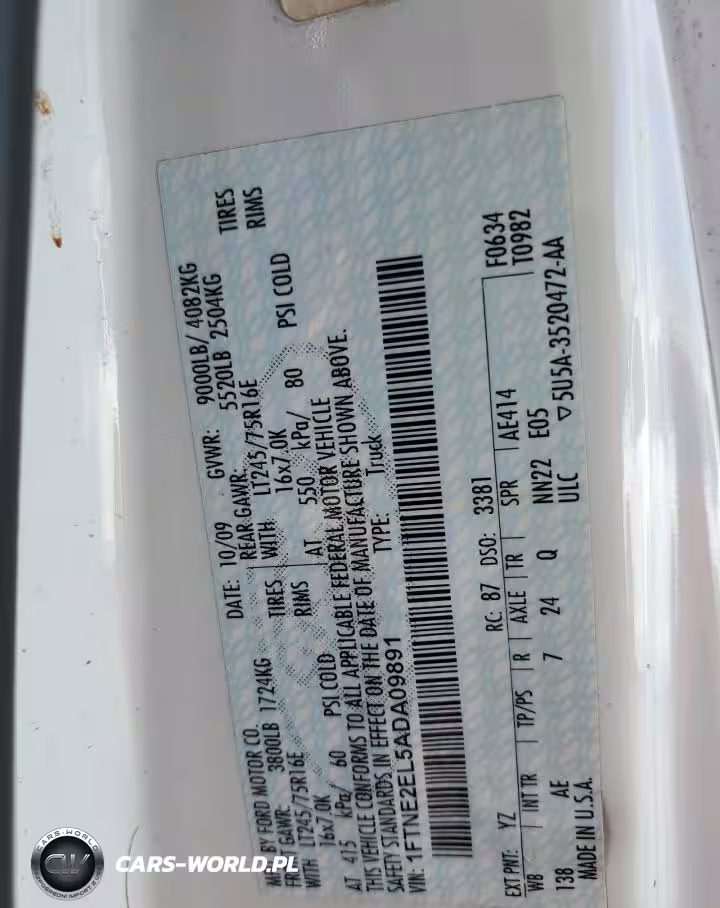 MFD. BY FORD MOTOR CO. DATE: 10/09 GVWR: 9000LB/ 4082KG
FRONT GAWR: 3800LB 1724KG REAR GAWR: 5520LB 2504KG
WITH LT245/75R16E TIRES WITH LT245/75R16E TIRES
16x7.0K RIMS 16x7.0K RIMS
AT 415 kPa/ 60 PSI COLD AT 550 kPa/ 80 PSI COLD
THIS VEHICLE CONFORMS TO ALL APPLICABLE FEDERAL MOTOR VEHICLE
SAFETY STANDARDS IN EFFECT ON THE DATE OF MANUFACTURE SHOWN ABOVE.
VIN: 1FTNE2EL5ADA09891 TYPE: Truck
EXT PNT: YZ RC: 87 DSO: 3381 F0634
WB INT TR TP/PS R AXLE TR SPR AE414 T0982
138 AE 7 24 Q NN22 E05
MADE IN U.S.A. ULC ▽5U5A-3520472-AA
CARS-WORLD
CW
CARS-WORLD.PL